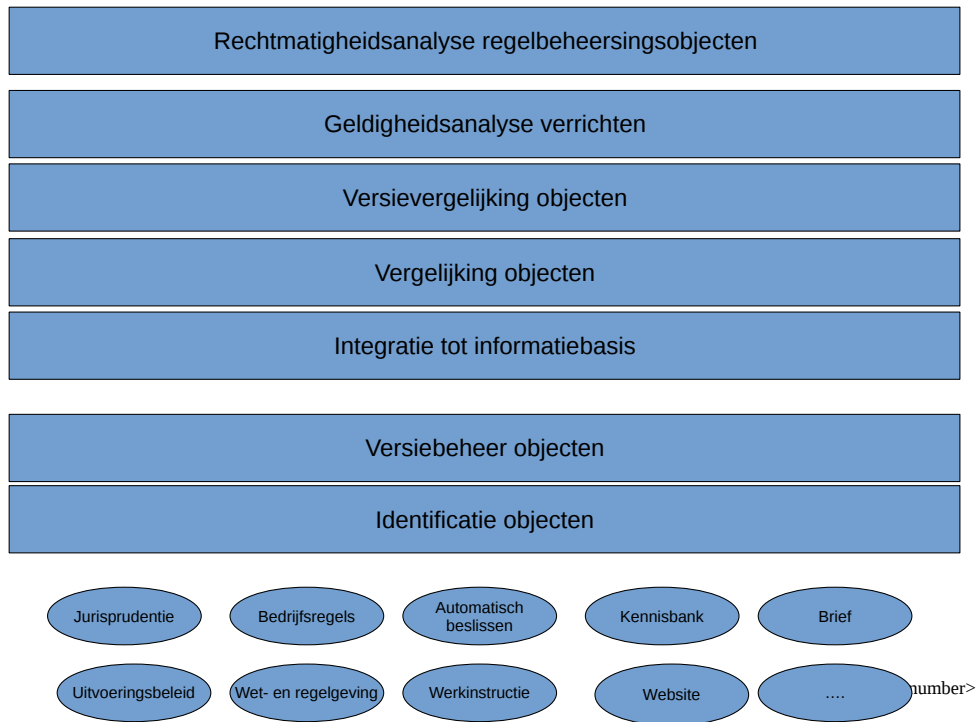 Rechtmatigheidsanalyse regelbeheersingsobjecten
Geldigheidsanalyse verrichten
Versievergelijking objecten
Vergelijking objecten
Integratie tot informatiebasis
Versiebeheer objecten
Identificatie objecten
Jurisprudentie
Bedrijfsregels
Automatisch
beslissen
Kennisbank
Brief
Uitvoeringsbeleid
Wet- en regelgeving
Werkinstructie
Website
….
number>